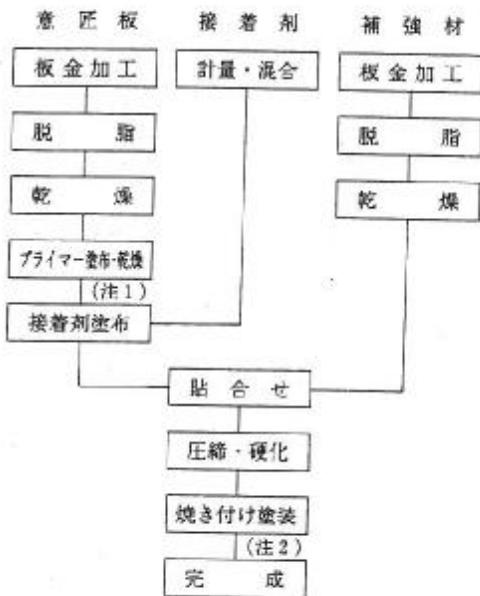 意匠板 接着剤 補強材
板金加工 計量・混合 板金加工
脱脂 脱脂
乾燥 乾燥
プライマー塗布・乾燥
(注1)
接着剤塗布
貼合せ
圧締・硬化
焼き付け塗装
(注2)
完成